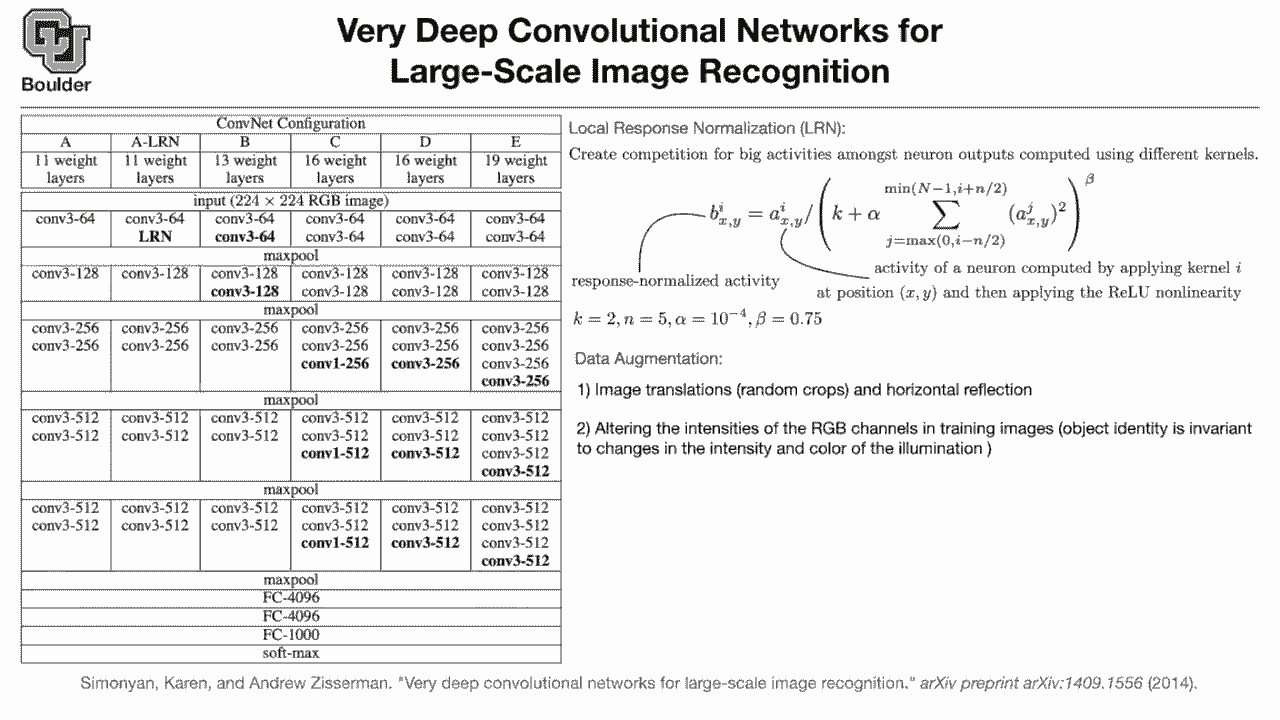 Boulder
Very Deep Convolutional Networks for
Large-Scale Image Recognition
ConvNet Configuration
A A-LRN B C D E
11 weight layers 11 weight layers 13 weight layers 16 weight layers 16 weight layers 19 weight layers
input (224 × 224 RGB image)
conv3-64 conv3-64 conv3-64 conv3-64 conv3-64 conv3-64
LRN conv3-64 conv3-64 conv3-64 conv3-64
maxpool
conv3-128 conv3-128 conv3-128 conv3-128 conv3-128 conv3-128
conv3-128 conv3-128 conv3-128 conv3-128
maxpool
conv3-256 conv3-256 conv3-256 conv3-256 conv3-256 conv3-256
conv3-256 conv3-256 conv3-256 conv3-256 conv3-256 conv3-256
conv1-256 conv3-256 conv3-256
conv3-256
maxpool
conv3-512 conv3-512 conv3-512 conv3-512 conv3-512 conv3-512
conv3-512 conv3-512 conv3-512 conv3-512 conv3-512 conv3-512
conv1-512 conv3-512 conv3-512
conv3-512
maxpool
conv3-512 conv3-512 conv3-512 conv3-512 conv3-512 conv3-512
conv3-512 conv3-512 conv3-512 conv3-512 conv3-512 conv3-512
conv1-512 conv3-512 conv3-512
conv3-512
maxpool
FC-4096
FC-4096
FC-1000
soft-max
Local Response Normalization (LRN):
Create competition for big activities amongst neuron outputs computed using different kernels.
b^i_{x,y} = a^i_{x,y} / ( k + α ∑_{j=max(0,i−n/2)}^{min(N−1,i+n/2)} (a^j_{x,y})^2 )^β
response-normalized activity
activity of a neuron computed by applying kernel i
at position (x, y) and then applying the ReLU nonlinearity
k = 2, n = 5, α = 10^{−4}, β = 0.75
Data Augmentation:
1) Image translations (random crops) and horizontal reflection
2) Altering the intensities of the RGB channels in training images (object identity is invariant
to changes in the intensity and color of the illumination )
Simonyan, Karen, and Andrew Zisserman. "Very deep convolutional networks for large-scale image recognition." arXiv preprint arXiv:1409.1556 (2014).